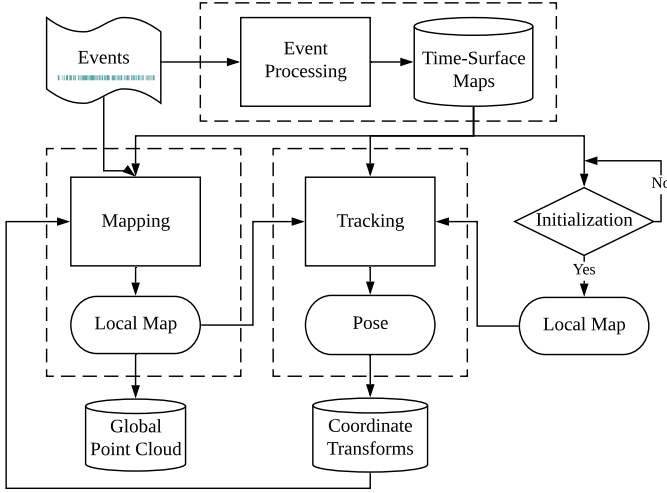 Events
Event
Processing
Time-Surface
Maps
Mapping
Tracking
Initialization
No
Yes
Local Map
Pose
Local Map
Global
Point Cloud
Coordinate
Transforms